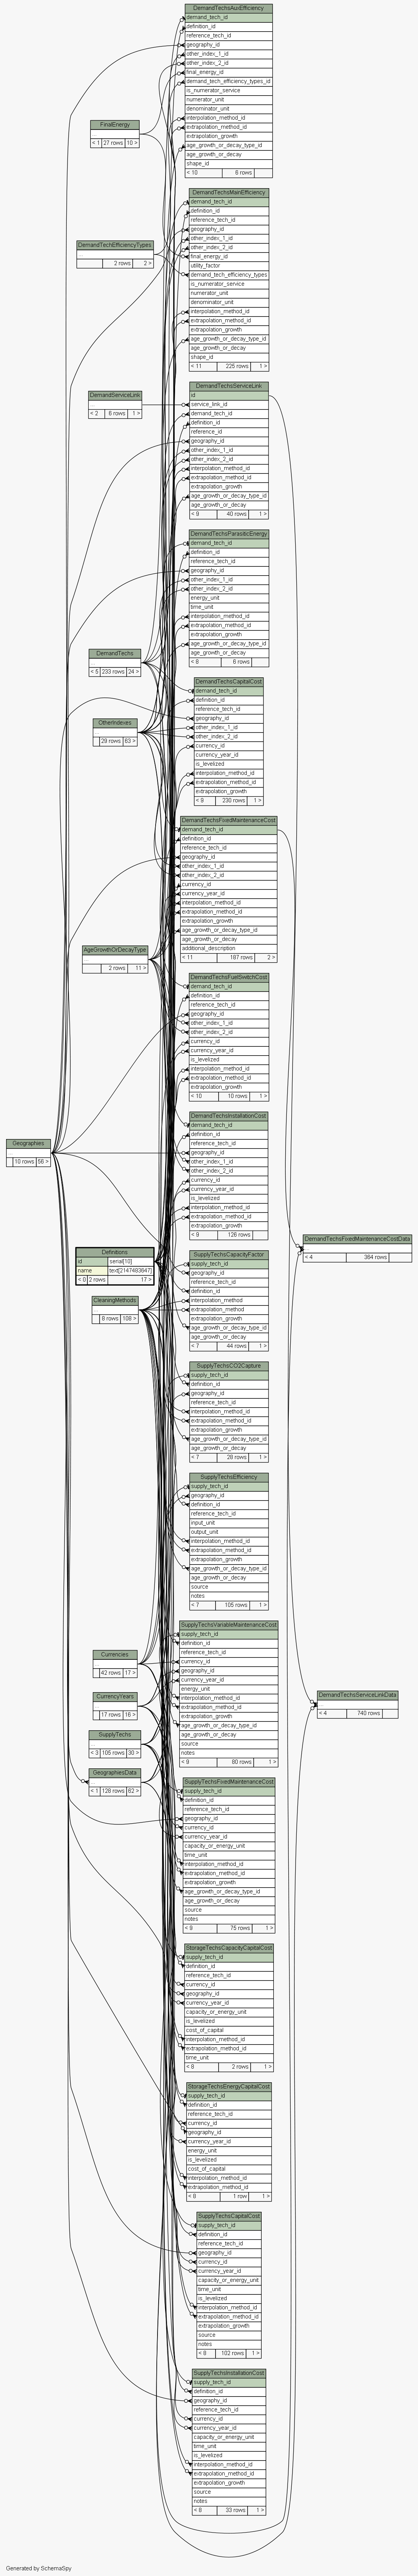 DemandTechsAuxEfficiency
demand_tech_id
definition_id
reference_tech_id
geography_id
other_index_1_id
other_index_2_id
final_energy_id
demand_tech_efficiency_types_id
is_numerator_service
numerator_unit
denominator_unit
interpolation_method_id
extrapolation_method_id
age_growth_or_decay_type_id
age_growth_or_decay
shape_id
< 10 6 rows
FinalEnergy
...
< 1 27 rows 10 >
DemandTechsMainEfficiency
demand_tech_id
definition_id
reference_tech_id
geography_id
other_index_1_id
other_index_2_id
final_energy_id
utility_factor
demand_tech_efficiency_types
is_numerator_service
numerator_unit
denominator_unit
interpolation_method_id
extrapolation_method_id
extrapolation_growth
age_growth_or_decay_type_id
age_growth_or_decay
shape_id
< 11 225 rows 1 >
DemandTechEfficiencyTypes
...
2 rows 2 >
DemandTechsServiceLink
id
service_link_id
demand_tech_id
definition_id
reference_id
geography_id
other_index_1_id
other_index_2_id
interpolation_method_id
extrapolation_method_id
extrapolation_growth
age_growth_or_decay_type_id
age_growth_or_decay
< 9 40 rows 1 >
DemandServiceLink
...
< 2 6 rows 1 >
DemandTechsParasiticEnergy
demand_tech_id
definition_id
reference_tech_id
geography_id
other_index_1_id
other_index_2_id
energy_unit
time_unit
interpolation_method_id
extrapolation_method_id
extrapolation_growth
age_growth_or_decay_type_id
age_growth_or_decay
< 8 6 rows
DemandTechs
...
< 5 233 rows 24 >
DemandTechsCapitalCost
demand_tech_id
definition_id
reference_tech_id
geography_id
other_index_1_id
other_index_2_id
currency_id
currency_year_id
is_levelized
interpolation_method_id
extrapolation_method_id
extrapolation_growth
< 9 230 rows 1 >
OtherIndexes
...
29 rows 63 >
DemandTechsFixedMaintenanceCost
demand_tech_id
definition_id
reference_tech_id
geography_id
other_index_1_id
other_index_2_id
currency_id
currency_year_id
interpolation_method_id
extrapolation_method_id
extrapolation_growth
age_growth_or_decay_type_id
age_growth_or_decay
additional_description
< 11 187 rows 2 >
AgeGrowthOrDecayType
...
2 rows 11 >
DemandTechsFuelSwitchCost
demand_tech_id
definition_id
reference_tech_id
geography_id
other_index_1_id
other_index_2_id
currency_id
currency_year_id
is_levelized
interpolation_method_id
extrapolation_method_id
extrapolation_growth
< 10 10 rows 1 >
DemandTechsInstallationCost
demand_tech_id
definition_id
reference_tech_id
geography_id
other_index_1_id
other_index_2_id
currency_id
currency_year_id
is_levelized
interpolation_method_id
extrapolation_method_id
extrapolation_growth
< 9 126 rows
Geographies
...
10 rows 56 >
DemandTechsFixedMaintenanceCostData
...
< 4 364 rows
Definitions
id serial[10]
name text[2147483647]
< 0 2 rows 17 >
SupplyTechsCapacityFactor
supply_tech_id
geography_id
reference_tech_id
definition_id
interpolation_method
extrapolation_method
extrapolation_growth
age_growth_or_decay_type_id
age_growth_or_decay
< 7 44 rows 1 >
CleaningMethods
...
8 rows 108 >
SupplyTechsCO2Capture
supply_tech_id
definition_id
geography_id
reference_tech_id
interpolation_method_id
extrapolation_method_id
extrapolation_growth
age_growth_or_decay_type_id
age_growth_or_decay
< 7 28 rows 1 >
SupplyTechsEfficiency
supply_tech_id
geography_id
definition_id
reference_tech_id
input_unit
output_unit
interpolation_method_id
extrapolation_method_id
extrapolation_growth
age_growth_or_decay_type_id
age_growth_or_decay
source
notes
< 7 105 rows 1 >
SupplyTechsVariableMaintenanceCost
supply_tech_id
definition_id
reference_tech_id
currency_id
geography_id
currency_year_id
energy_unit
interpolation_method_id
extrapolation_method_id
extrapolation_growth
age_growth_or_decay_type_id
age_growth_or_decay
source
notes
< 9 80 rows 1 >
Currencies
...
42 rows 17 >
CurrencyYears
...
17 rows 16 >
DemandTechsServiceLinkData
...
< 4 740 rows
SupplyTechs
...
< 3 105 rows 30 >
GeographiesData
...
< 1 128 rows 82 >
SupplyTechsFixedMaintenanceCost
supply_tech_id
definition_id
reference_tech_id
geography_id
currency_id
currency_year_id
capacity_or_energy_unit
time_unit
interpolation_method_id
extrapolation_method_id
extrapolation_growth
age_growth_or_decay_type_id
age_growth_or_decay
source
notes
< 9 75 rows 1 >
StorageTechsCapacityCapitalCost
supply_tech_id
definition_id
reference_tech_id
currency_id
geography_id
currency_year_id
capacity_or_energy_unit
is_levelized
cost_of_capital
interpolation_method_id
extrapolation_method_id
time_unit
< 8 2 rows 1 >
StorageTechsEnergyCapitalCost
supply_tech_id
definition_id
reference_tech_id
currency_id
geography_id
currency_year_id
energy_unit
is_levelized
cost_of_capital
interpolation_method_id
extrapolation_method_id
< 8 1 row 1 >
SupplyTechsCapitalCost
supply_tech_id
definition_id
reference_tech_id
geography_id
currency_id
currency_year_id
capacity_or_energy_unit
time_unit
is_levelized
interpolation_method_id
extrapolation_method_id
extrapolation_growth
source
notes
< 8 102 rows 1 >
SupplyTechsInstallationCost
supply_tech_id
definition_id
geography_id
reference_tech_id
currency_id
currency_year_id
capacity_or_energy_unit
time_unit
is_levelized
interpolation_method_id
extrapolation_method_id
extrapolation_growth
source
notes
< 8 33 rows 1 >
Generated by SchemaSpy